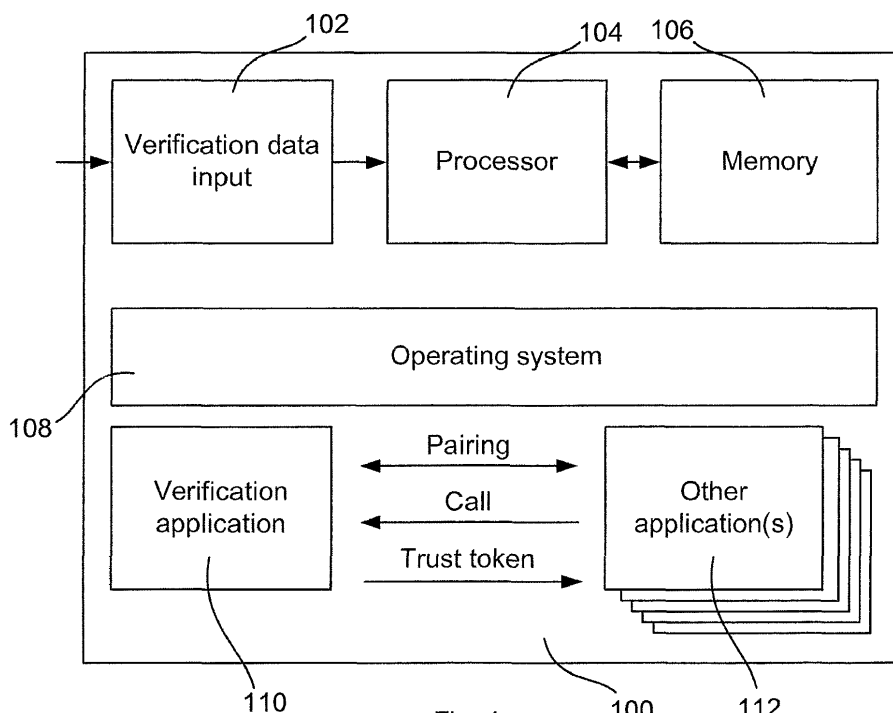 102
104
106
Verification data
input
Processor
Memory
Operating system
108
Verification
application
Pairing
Call
Trust token
Other
application(s)
110
100
112